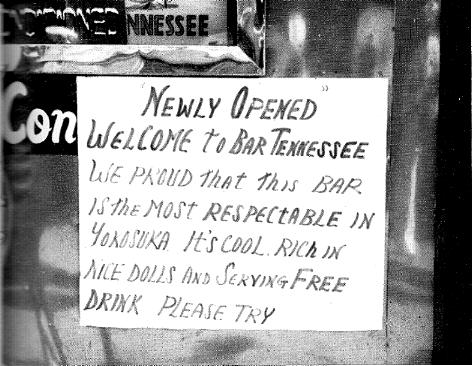 NNESSEE
Con
"NEWLY OPENED"
WELCOME to BAR TENNESSEE
WE PROUD that this BAR
IS the MOST RESPECTABLE IN
YOKOSUKA. It's COOL. RICH IN
NICE DOLLS AND SERVING FREE
DRINK PLEASE TRY